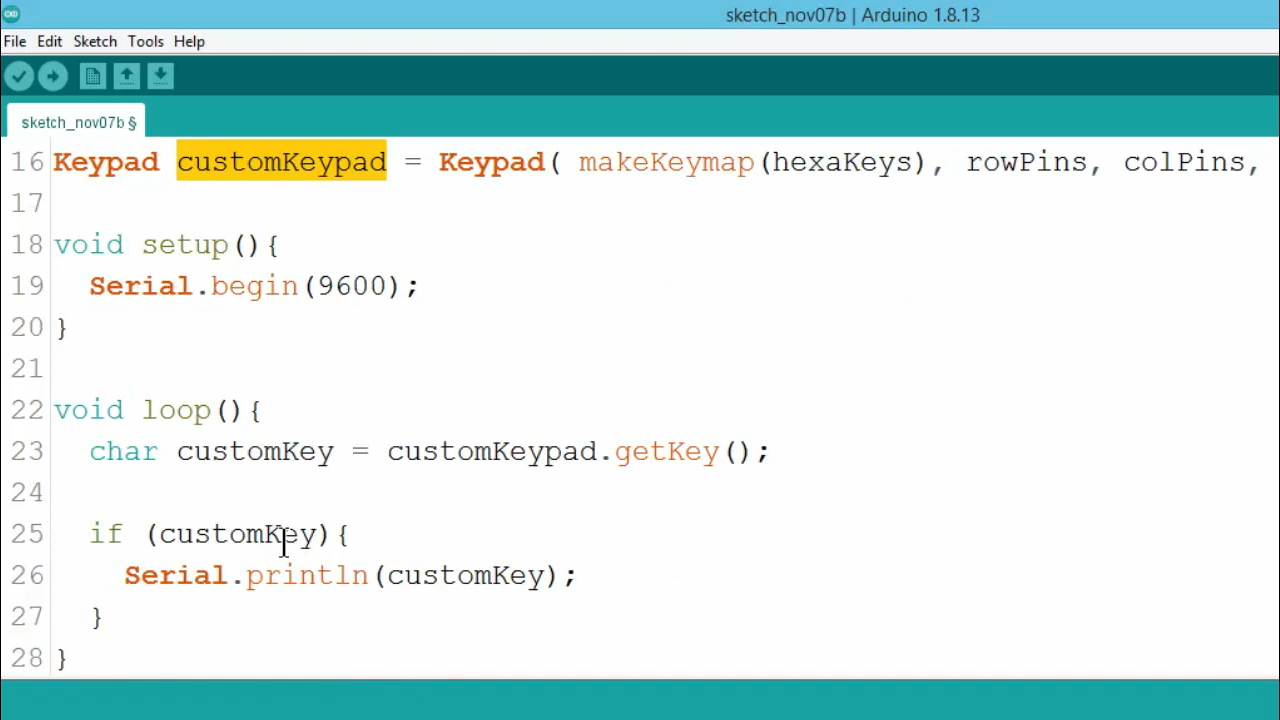 sketch_nov07b | Arduino 1.8.13
File Edit Sketch Tools Help
sketch_nov07b §
16 Keypad customKeypad = Keypad( makeKeymap(hexaKeys), rowPins, colPins,
17
18 void setup(){
19   Serial.begin(9600);
20 }
21
22 void loop(){
23   char customKey = customKeypad.getKey();
24
25   if (customKey){
26     Serial.println(customKey);
27   }
28 }